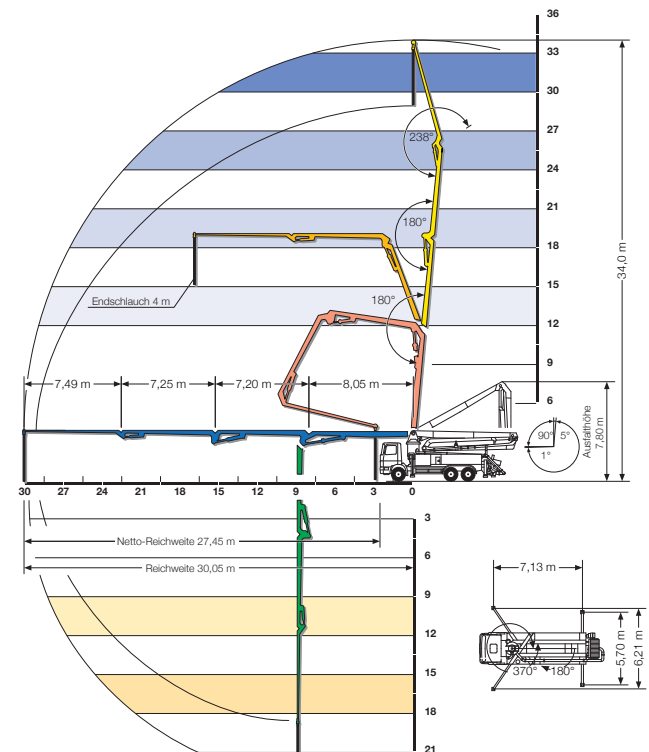 36
33
30
27
24
21
18
15
12
9
6
238°
180°
180°
34,0 m
Endschlauch 4 m
7,49 m
7,25 m
7,20 m
8,05 m
90°
5°
1°
Ausfalthöhe
7,80 m
30
27
24
21
18
15
12
9
6
3
0
3
6
9
12
15
18
21
Netto-Reichweite 27,45 m
Reichweite 30,05 m
7,13 m
370°
180°
5,70 m
6,21 m